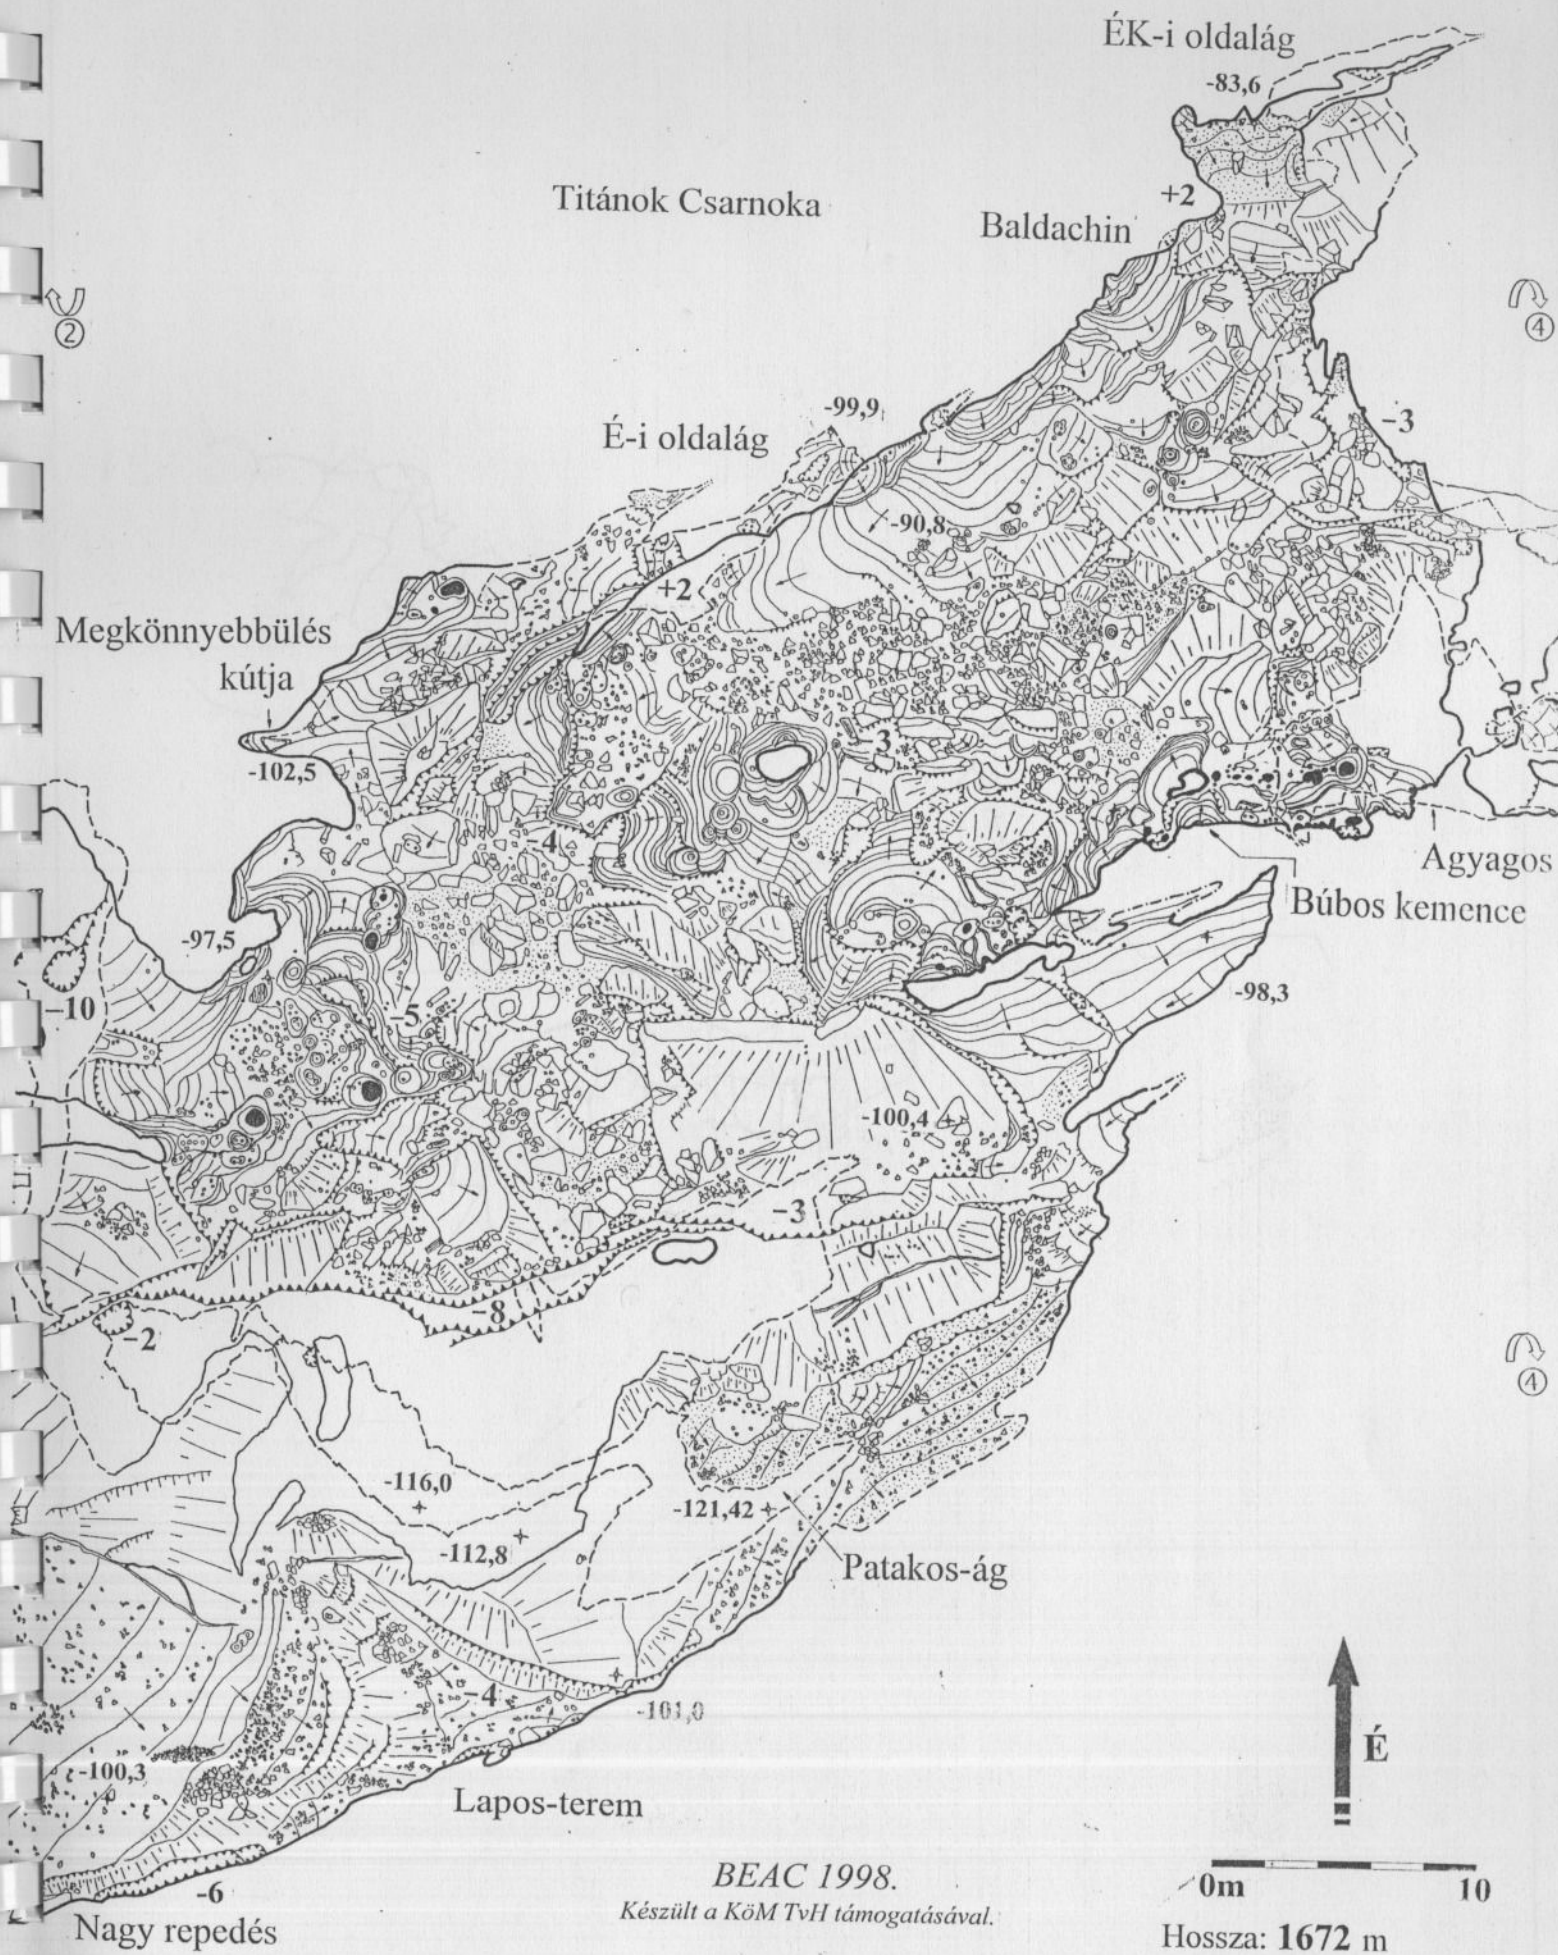 ÉK-i oldalág
-83,6
+2
Titánok Csarnoka
Baldachin
②
④
-99,9
-3
É-i oldalág
-90,8
+2
Megkönnyebbülés
kútja
-102,5
-3
-4
Agyagos
Búbos kemence
-97,5
-98,3
-10
-5
-100,4
-3
-8
-2
④
-116,0
-121,42
-112,8
Patakos-ág
-4
-101,0
-100,3
É
Lapos-terem
-6
Nagy repedés
BEAC 1998.
Készült a KöM TvH támogatásával.
0m 10
Hossza: 1672 m